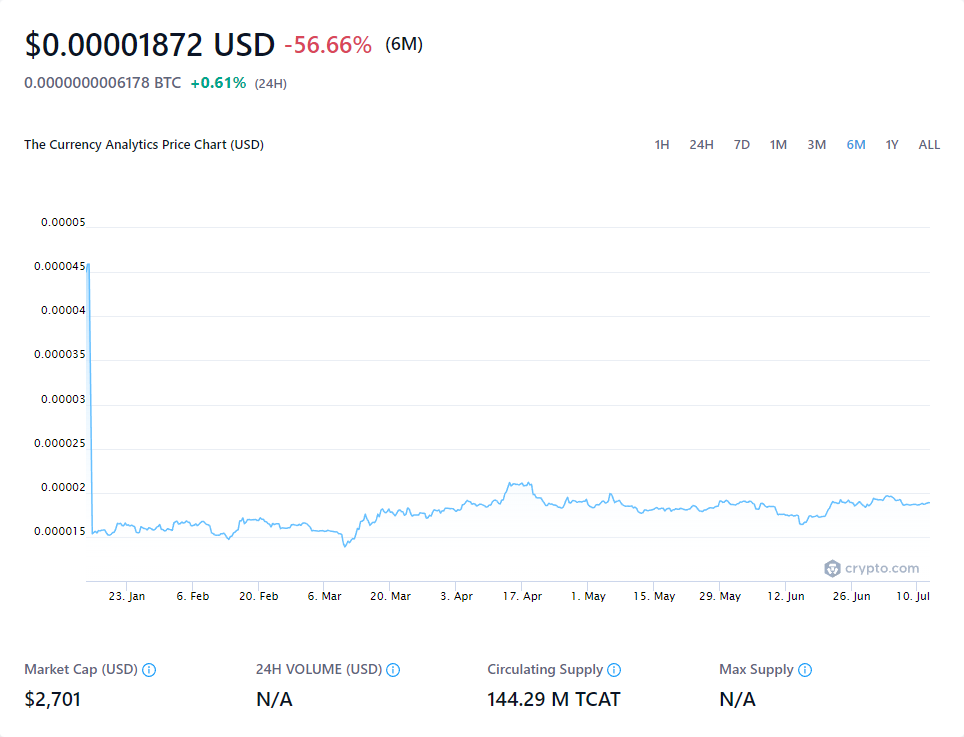 $0.00001872 USD -56.66% (6M)
0.0000000006178 BTC +0.61% (24H)
The Currency Analytics Price Chart (USD) 1H 24H 7D 1M 3M 6M 1Y ALL
0.00005
0.000045
0.00004
0.000035
0.00003
0.000025
0.00002
0.000015
crypto.com
23. Jan 6. Feb 20. Feb 6. Mar 20. Mar 3. Apr 17. Apr 1. May 15. May 29. May 12. Jun 26. Jun 10. Jul
Market Cap (USD) 24H VOLUME (USD) Circulating Supply Max Supply
$2,701 N/A 144.29 M TCAT N/A